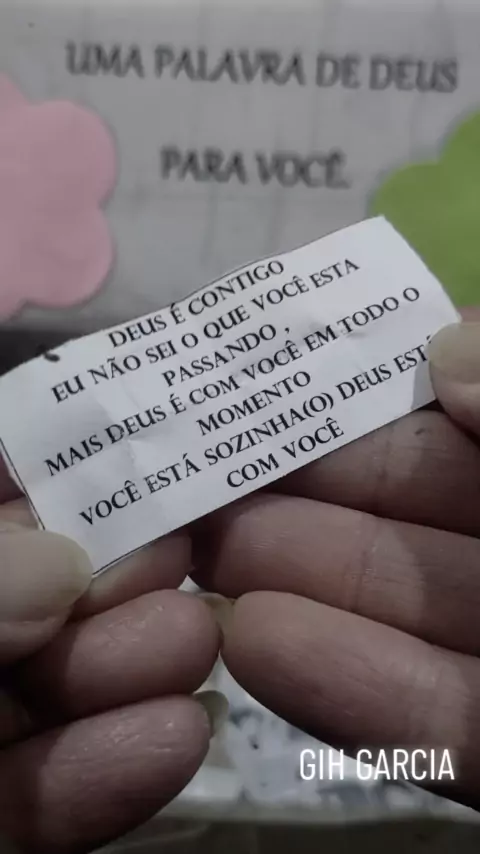 UMA PALAVRA DE DEUS
PARA VOCÊ.
DEUS É CONTIGO
EU NÃO SEI O QUE VOCÊ ESTA
PASSANDO ,
MAIS DEUS É COM VOCÊ EM TODO O
MOMENTO
VOCÊ ESTÁ SOZINHA(O) DEUS ESTÁ
COM VOCÊ
GIH GARCIA